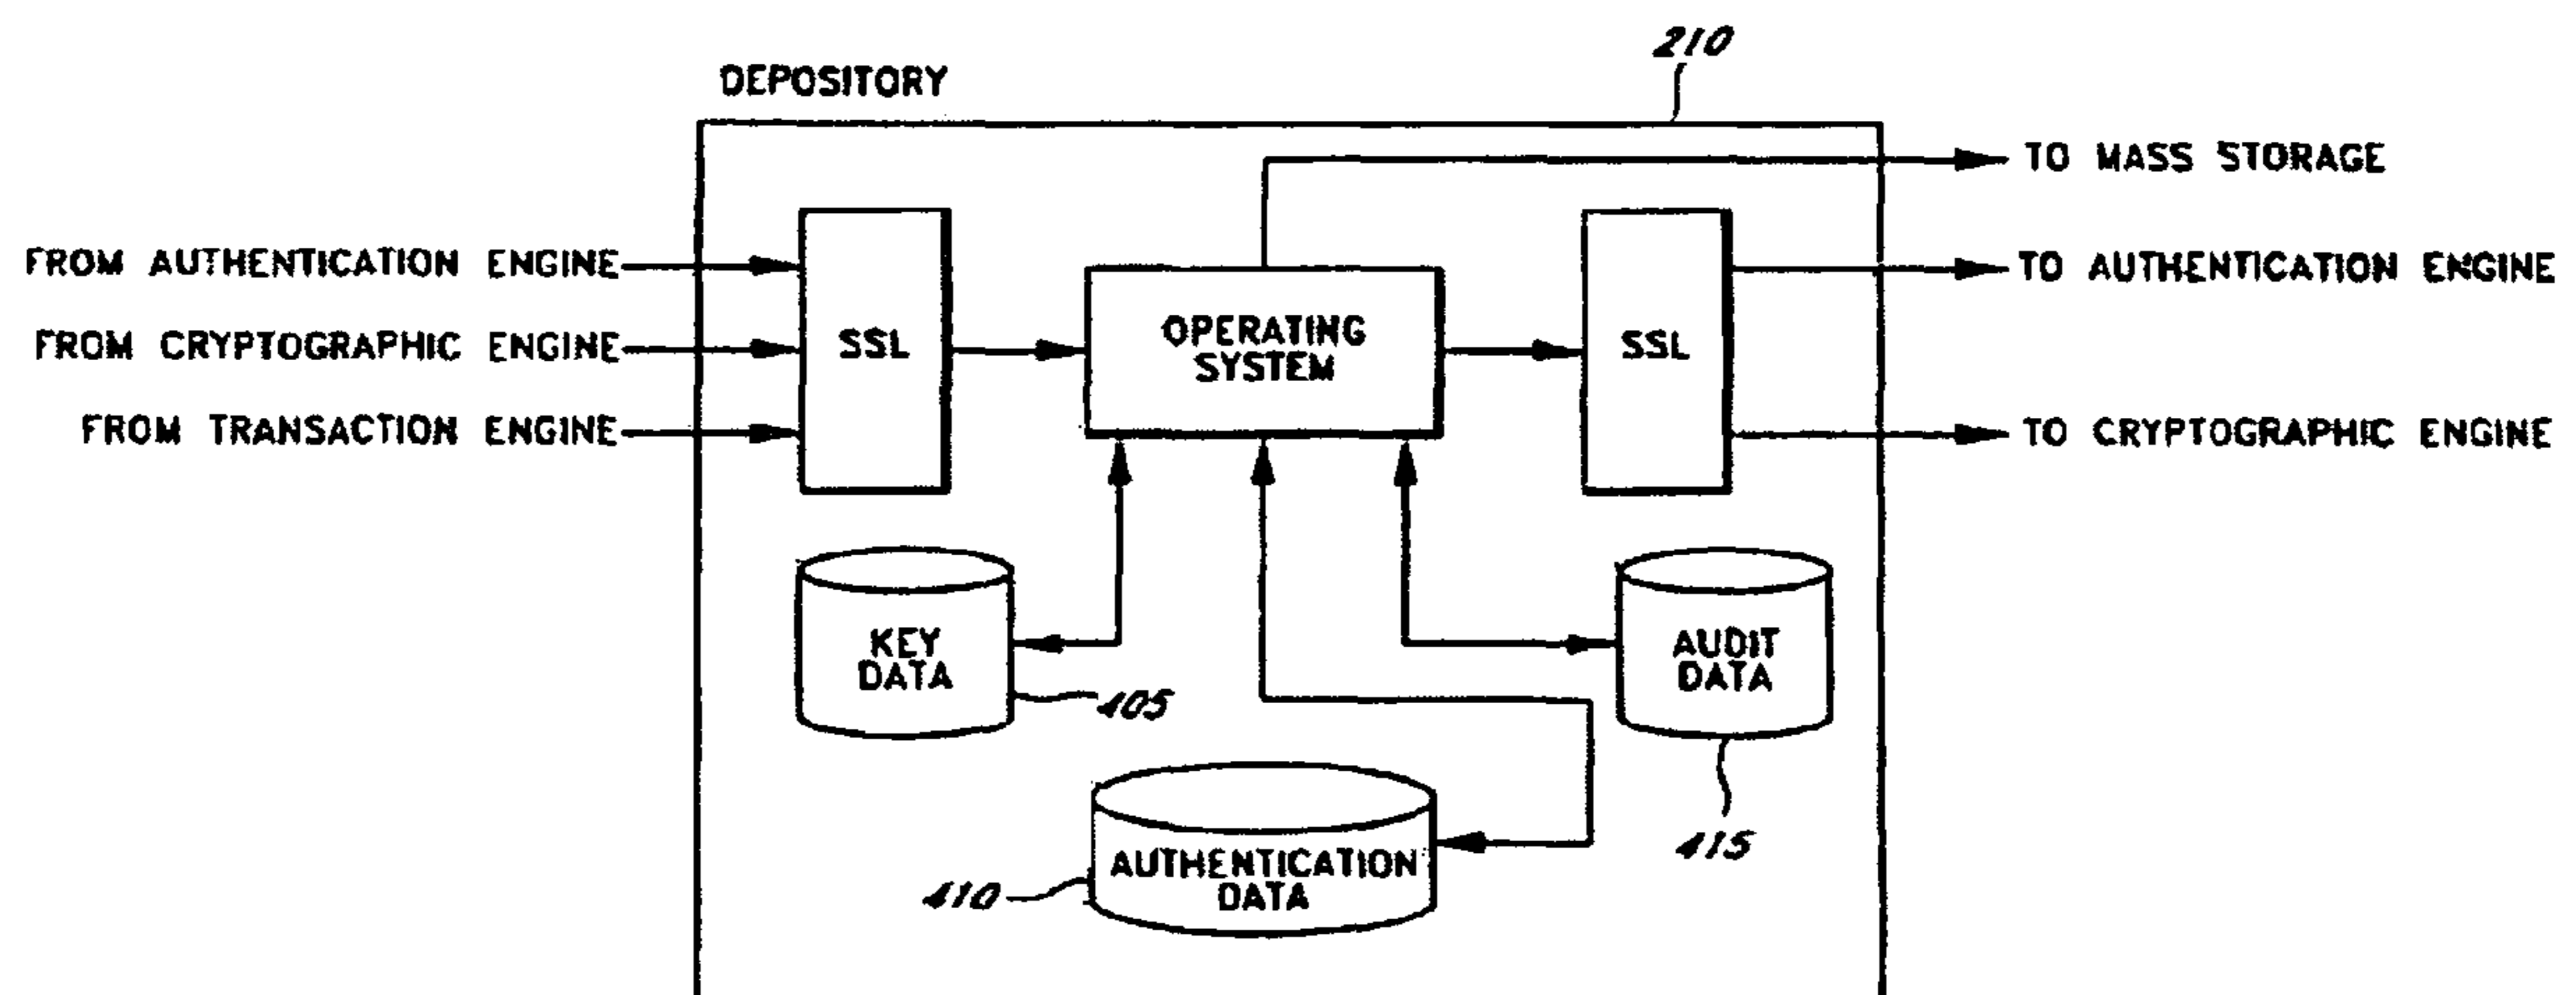 210
DEPOSITORY
TO MASS STORAGE
FROM AUTHENTICATION ENGINE
TO AUTHENTICATION ENGINE
FROM CRYPTOGRAPHIC ENGINE
SSL
OPERATING
SYSTEM
SSL
FROM TRANSACTION ENGINE
TO CRYPTOGRAPHIC ENGINE
KEY
DATA
405
AUDIT
DATA
415
AUTHENTICATION
DATA
410